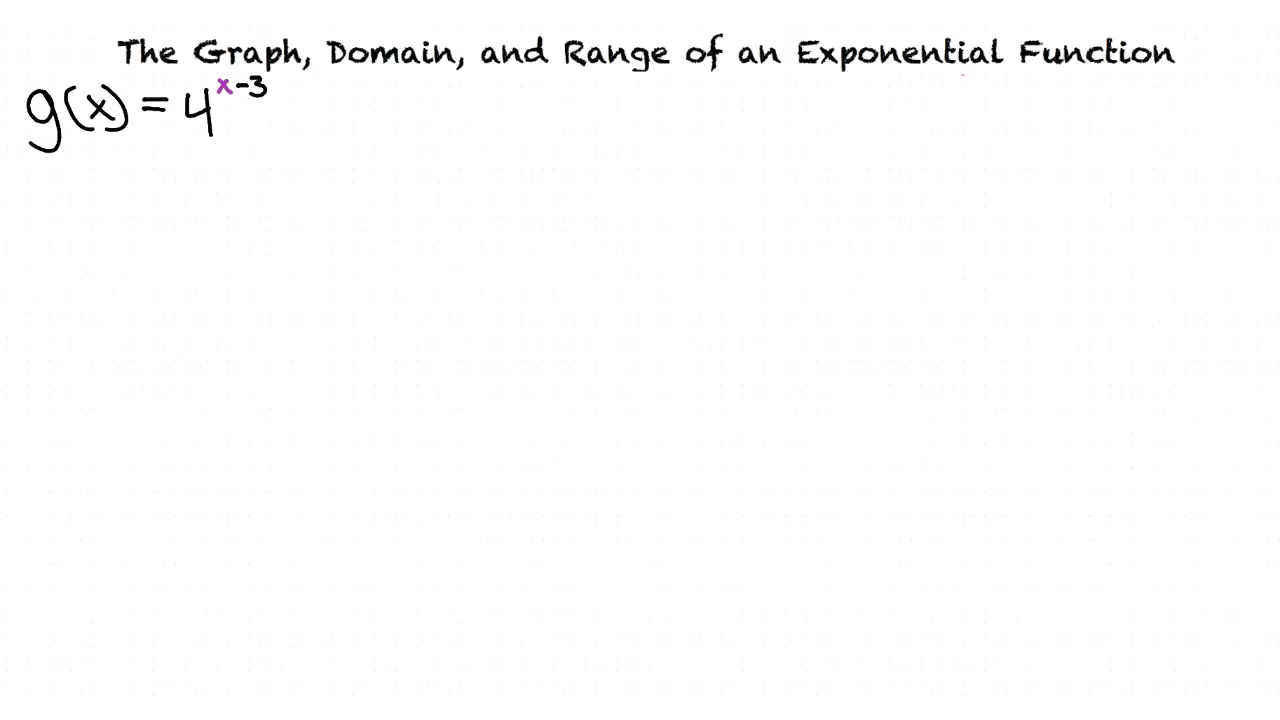 The Graph, Domain, and Range of an Exponential Function
g(x) = 4^{x-3}